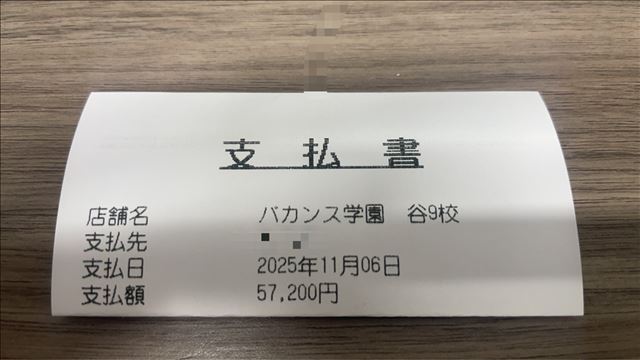 支払書
店舗名 バカンス学園 谷9校
支払先
支払日 2025年11月06日
支払額 57,200円